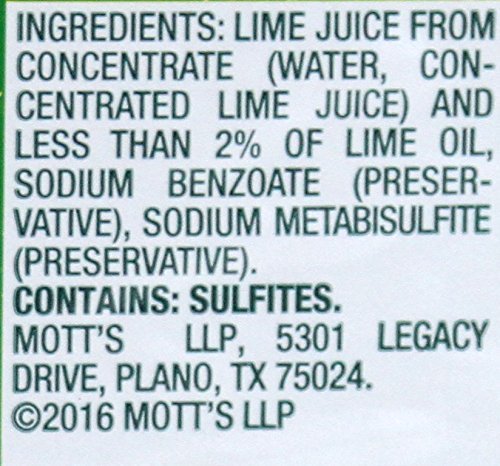 INGREDIENTS: LIME JUICE FROM
CONCENTRATE (WATER, CON-
CENTRATED LIME JUICE) AND
LESS THAN 2% OF LIME OIL,
SODIUM BENZOATE (PRESER-
VATIVE), SODIUM METABISULFITE
(PRESERVATIVE).
CONTAINS: SULFITES.
MOTT'S LLP, 5301 LEGACY
DRIVE, PLANO, TX 75024.
©2016 MOTT'S LLP